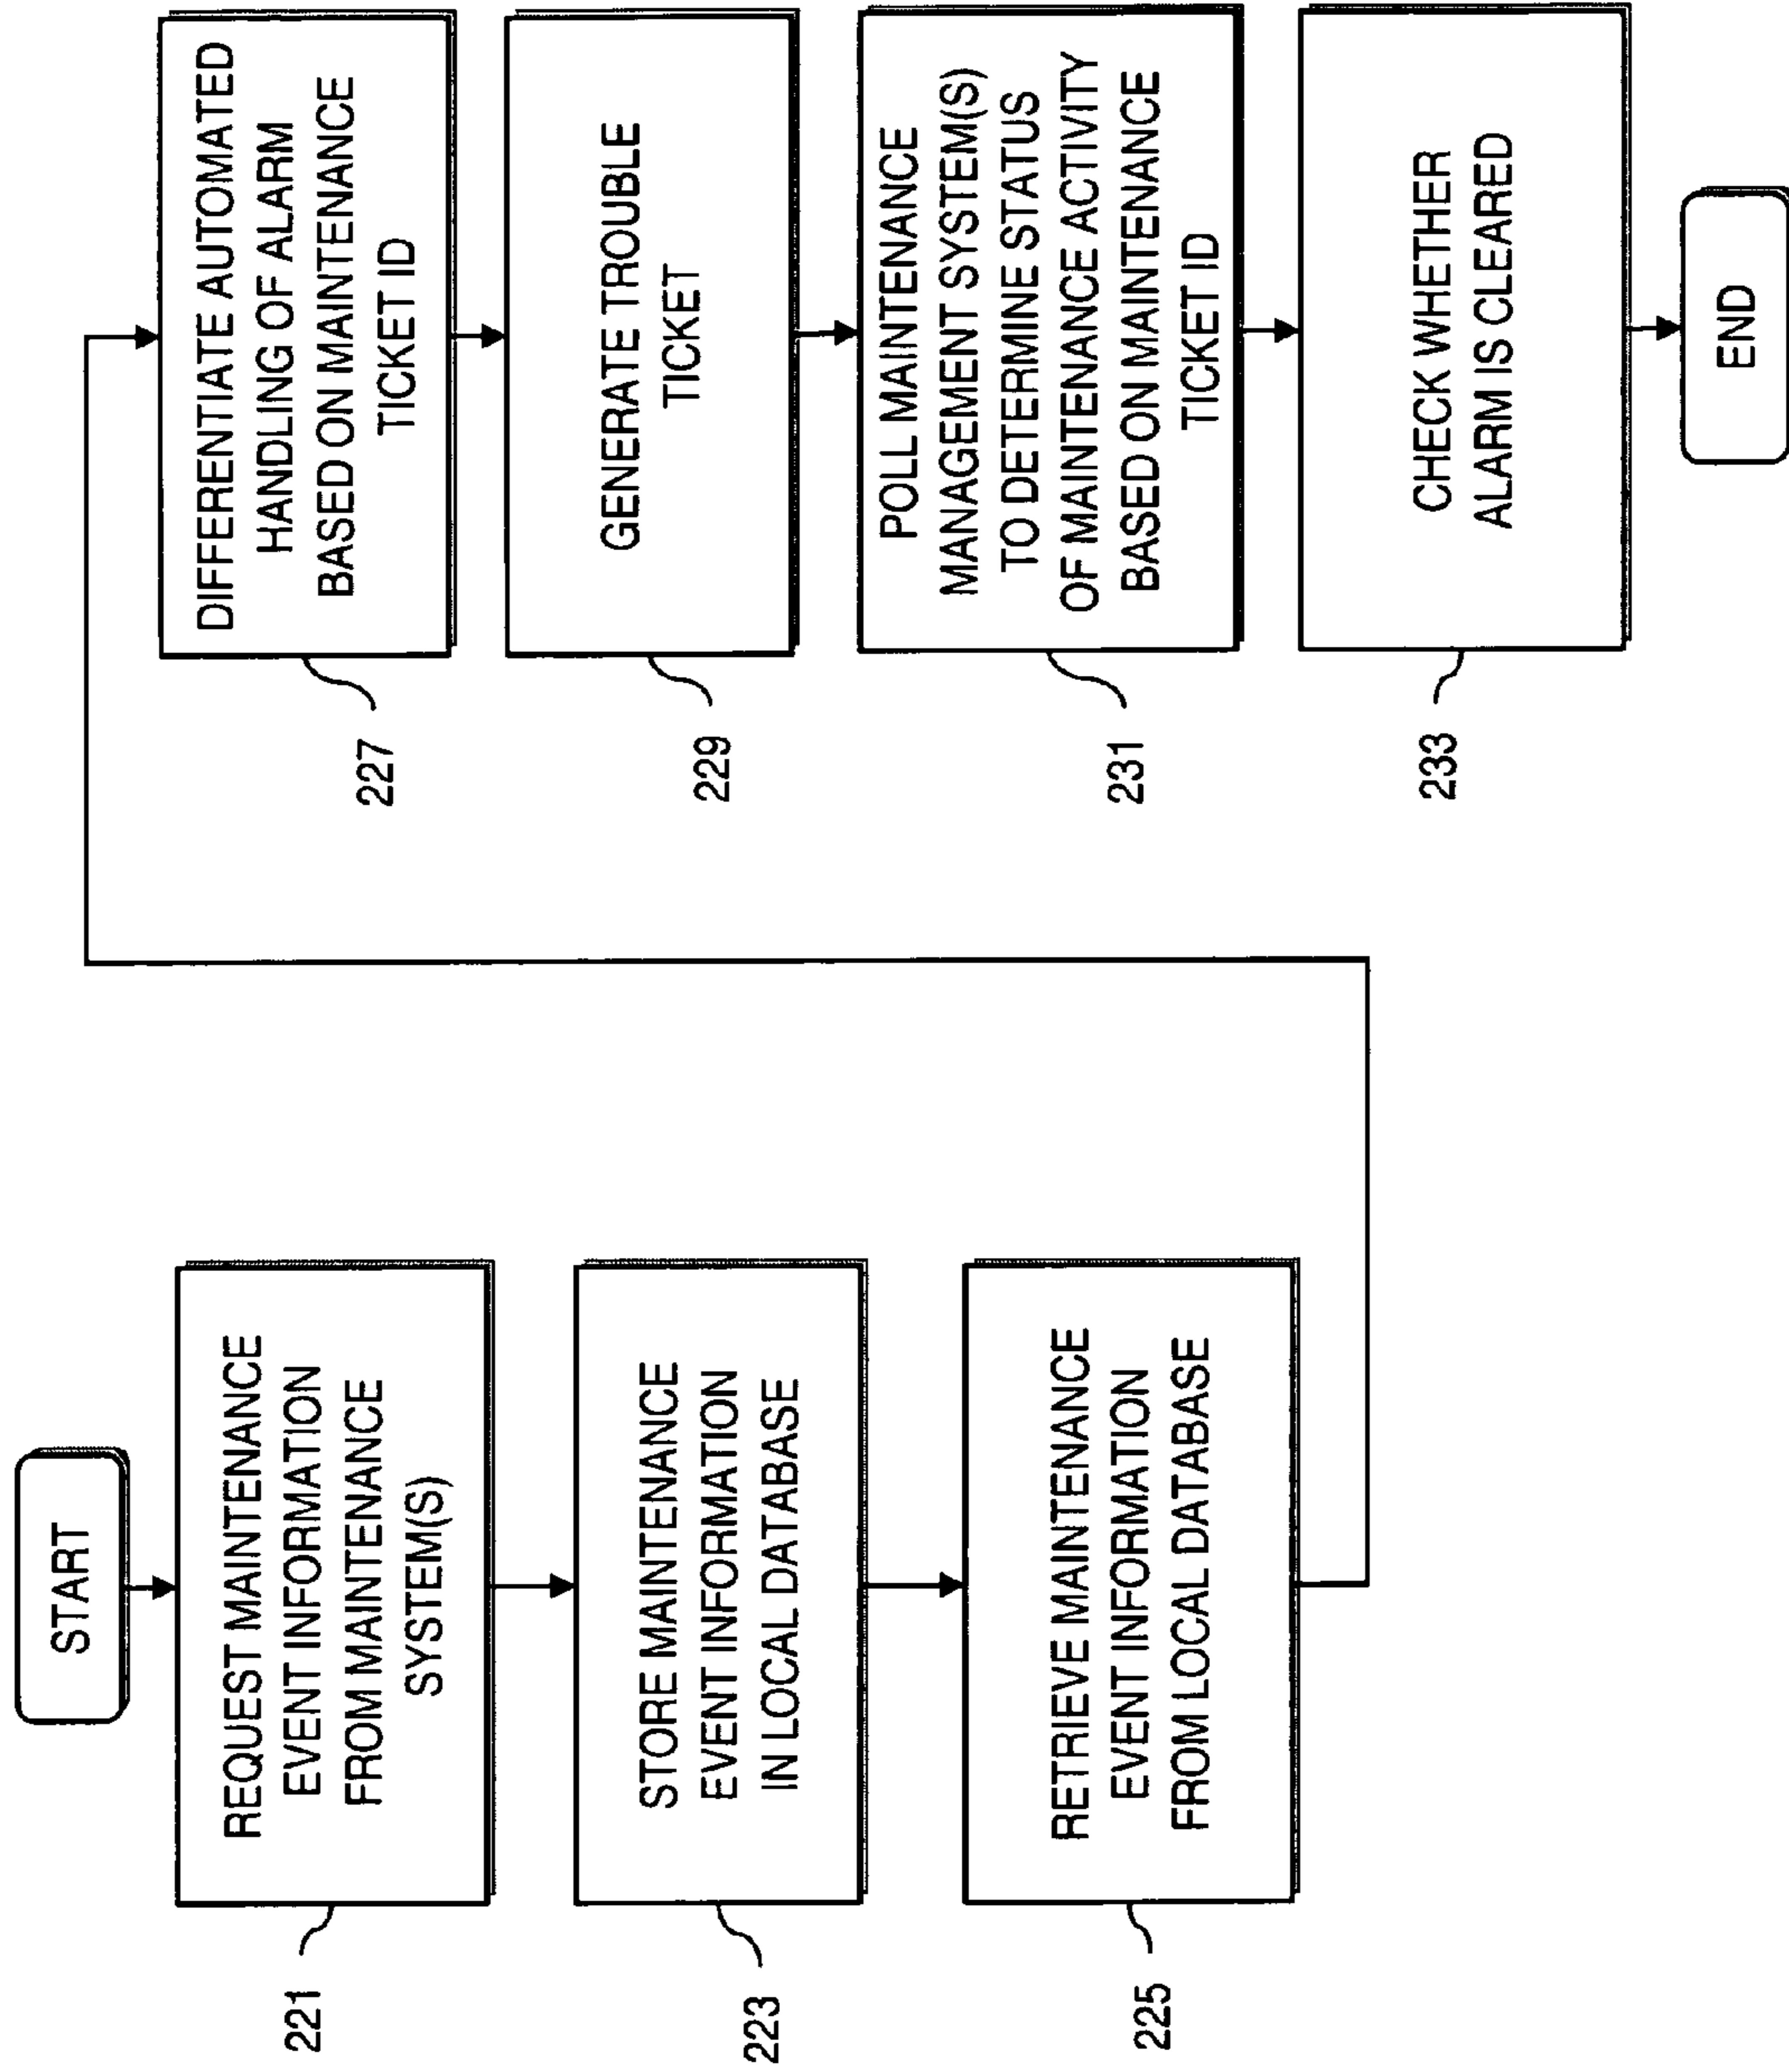 START
REQUEST MAINTENANCE
EVENT INFORMATION
FROM MAINTENANCE
SYSTEM(S)
221
STORE MAINTENANCE
EVENT INFORMATION
IN LOCAL DATABASE
223
RETRIEVE MAINTENANCE
EVENT INFORMATION
FROM LOCAL DATABASE
225
DIFFERENTIATE AUTOMATED
HANDLING OF ALARM
BASED ON MAINTENANCE
TICKET ID
227
GENERATE TROUBLE
TICKET
229
POLL MAINTENANCE
MANAGEMENT SYSTEM(S)
TO DETERMINE STATUS
OF MAINTENANCE ACTIVITY
BASED ON MAINTENANCE
TICKET ID
231
CHECK WHETHER
ALARM IS CLEARED
233
END